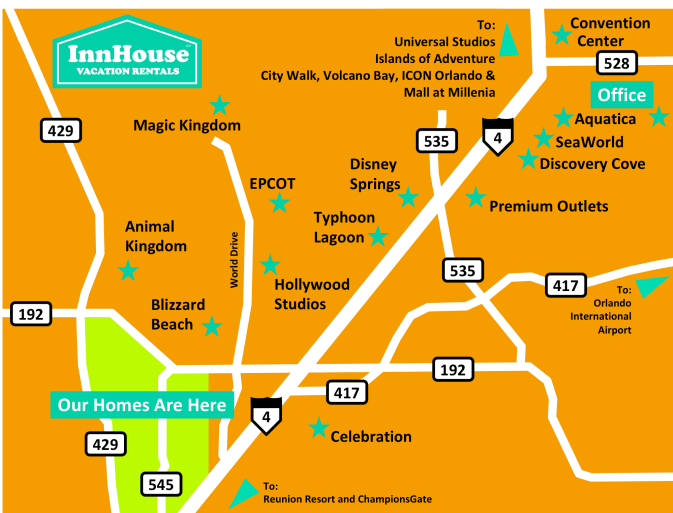 InnHouse
VACATION RENTALS
To:
Universal Studios
Islands of Adventure
City Walk, Volcano Bay, ICON Orlando &
Mall at Millenia
Convention
Center
528
Office
429
Magic Kingdom
535
4
Aquatica
SeaWorld
Discovery Cove
Disney
Springs
EPCOT
Premium Outlets
Typhoon
Lagoon
Animal
Kingdom
World Drive
Hollywood
Studios
535
417
To:
Orlando
International
Airport
192
Blizzard
Beach
192
417
Our Homes Are Here
4
Celebration
429
545
To:
Reunion Resort and ChampionsGate